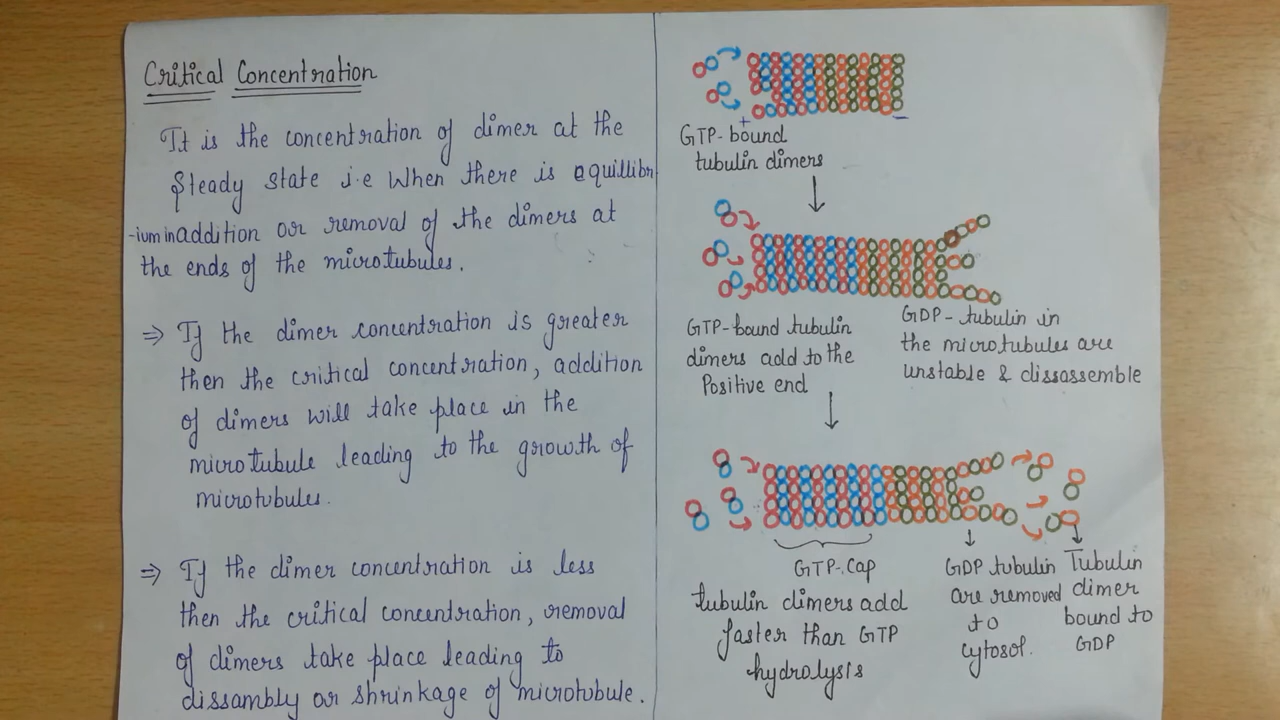 Critical Concentration
It is the concentration of dimer at the
Steady state i.e When there is equillibr
-ium in addition or removal of the dimers at
the ends of the microtubules.
⇒ If the dimer concentration is greater
then the critical concentration, addition
of dimers will take place in the
microtubule leading to the growth of
microtubules.
⇒ If the dimer concentration is less
then the critical concentration, removal
of dimers take place leading to
dissambly or shrinkage of microtubule.
+
-
GTP-bound
tubulin dimers
GTP-bound tubulin
dimers add to the
Positive end
GDP-tubulin in
the microtubules are
unstable & dissassemble
GTP-Cap
tubulin dimers add
faster than GTP
hydrolysis
GDP tubulin
are removed
to
cytosol.
Tubulin
dimer
bound to
GDP